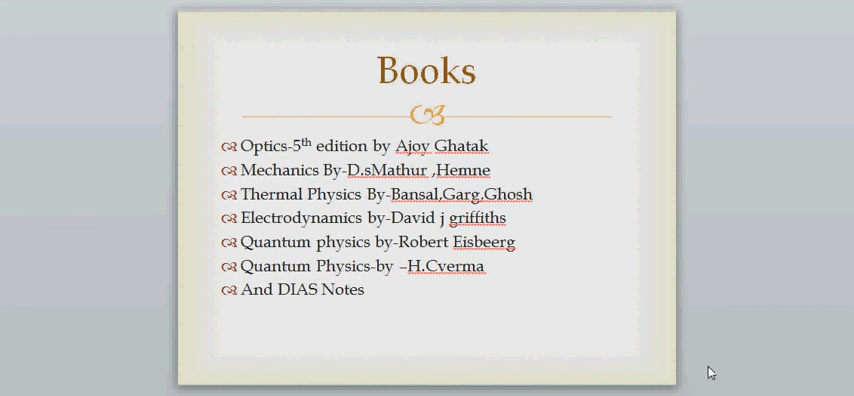 Books
Optics-5th edition by Ajoy Ghatak
Mechanics By-D.sMathur ,Hemne
Thermal Physics By-Bansal,Garg,Ghosh
Electrodynamics by-David j griffiths
Quantum physics by-Robert Eisbeerg
Quantum Physics-by –H.Cverma
And DIAS Notes